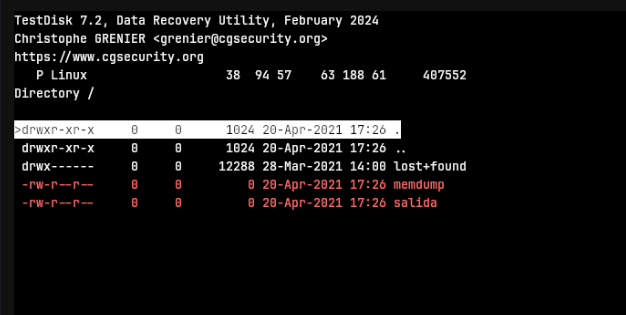 TestDisk 7.2, Data Recovery Utility, February 2024
Christophe GRENIER <grenier@cgsecurity.org>
https://www.cgsecurity.org
   P Linux                   38  94 57    63 188 61     407552
Directory /

>drwxr-xr-x     0     0      1024 20-Apr-2021 17:26 .
 drwxr-xr-x     0     0      1024 20-Apr-2021 17:26 ..
 drwx------     0     0     12288 28-Mar-2021 14:00 lost+found
 -rw-r--r--     0     0         0 20-Apr-2021 17:26 memdump
 -rw-r--r--     0     0         0 20-Apr-2021 17:26 salida